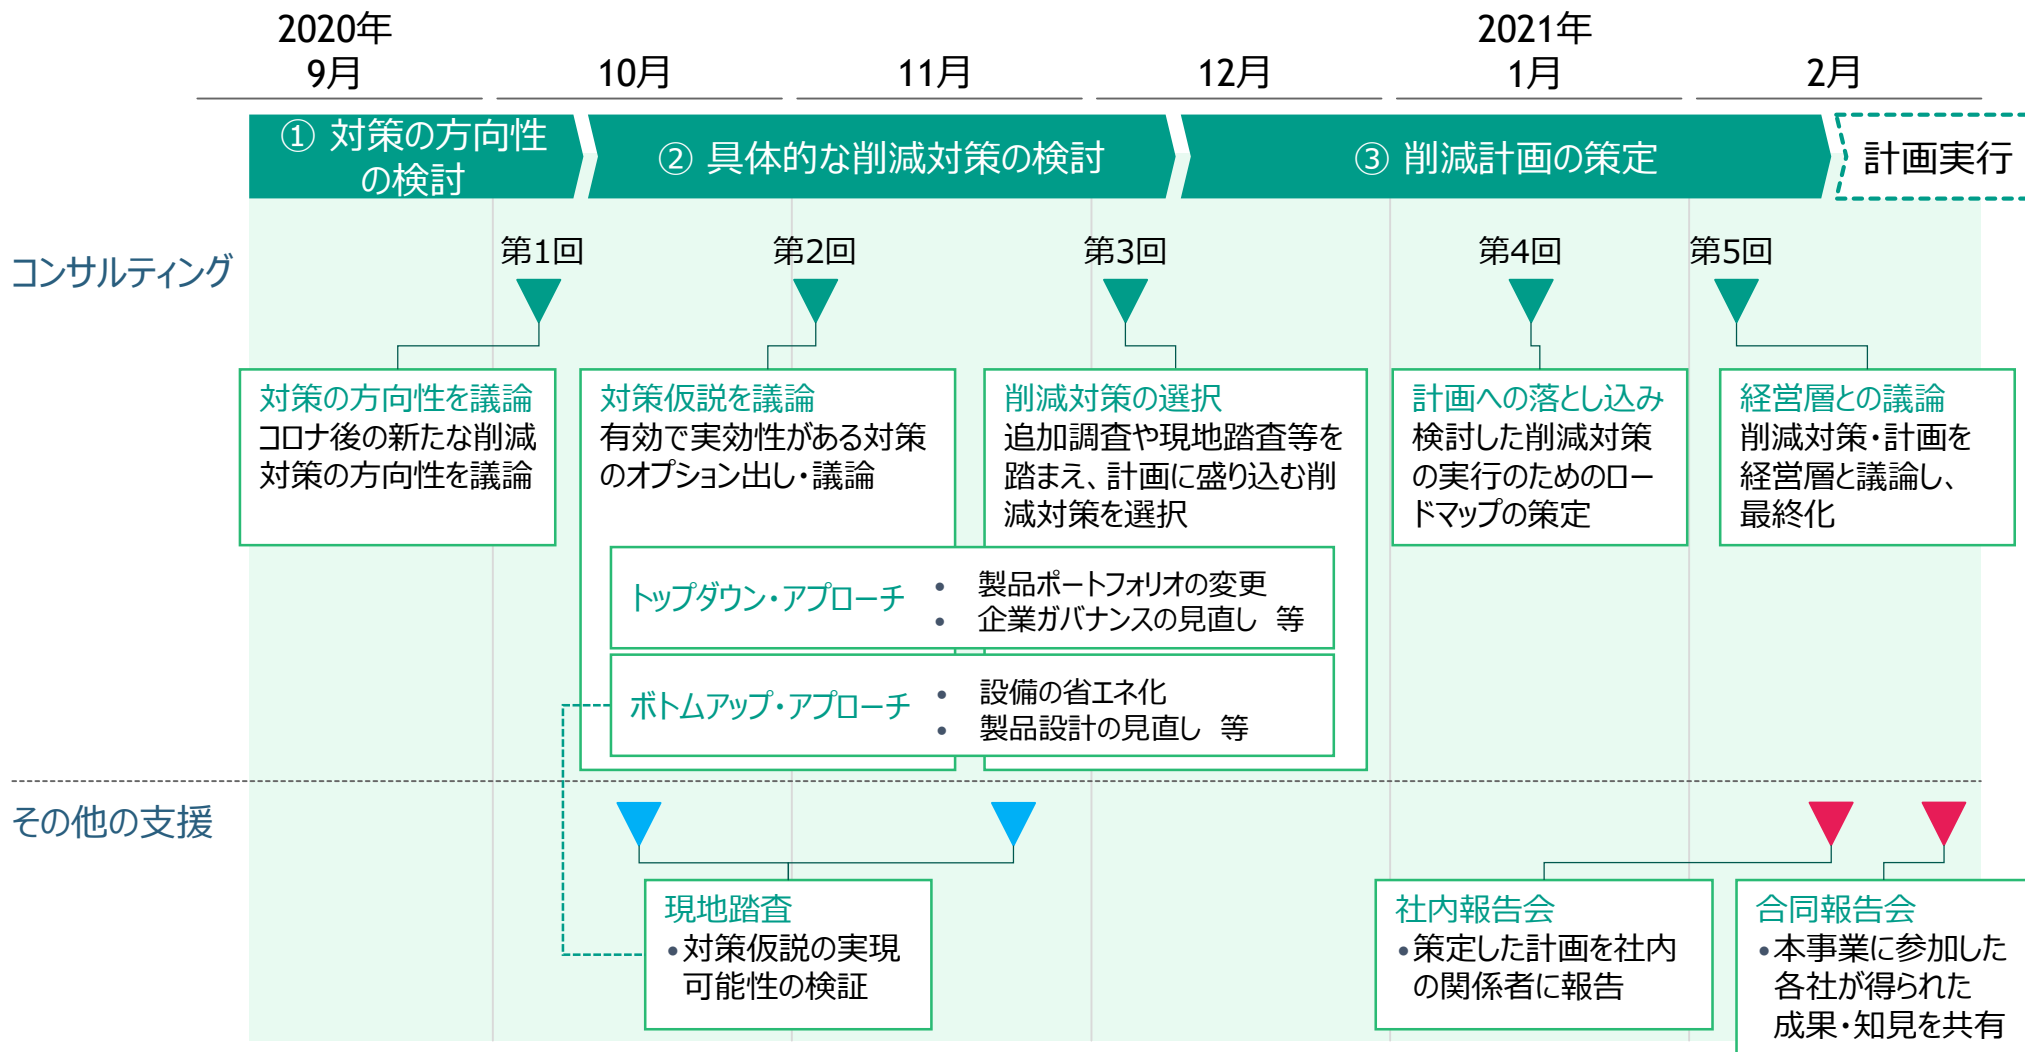 2020年
9月
10月
11月
12月
2021年
1月
2月
① 対策の方向性
の検討
② 具体的な削減対策の検討
③ 削減計画の策定
計画実行
コンサルティング
第1回
第2回
第3回
第4回
第5回
対策の方向性を議論
コロナ後の新たな削減
対策の方向性を議論
対策仮説を議論
有効で実効性がある対策
のオプション出し・議論
削減対策の選択
追加調査や現地踏査等を
踏まえ、計画に盛り込む削
減対策を選択
計画への落とし込み
検討した削減対策
の実行のためのロー
ドマップの策定
経営層との議論
削減対策・計画を
経営層と議論し、
最終化
トップダウン・アプローチ
• 製品ポートフォリオの変更
• 企業ガバナンスの見直し 等
ボトムアップ・アプローチ
• 設備の省エネ化
• 製品設計の見直し 等
その他の支援
現地踏査
•対策仮説の実現
可能性の検証
社内報告会
•策定した計画を社内
の関係者に報告
合同報告会
•本事業に参加した
各社が得られた
成果・知見を共有